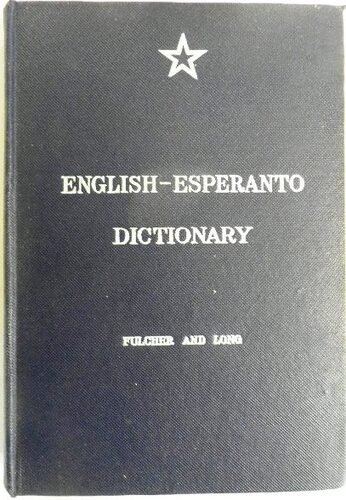 ENGLISH-ESPERANTO
DICTIONARY
FULCHER AND LONG